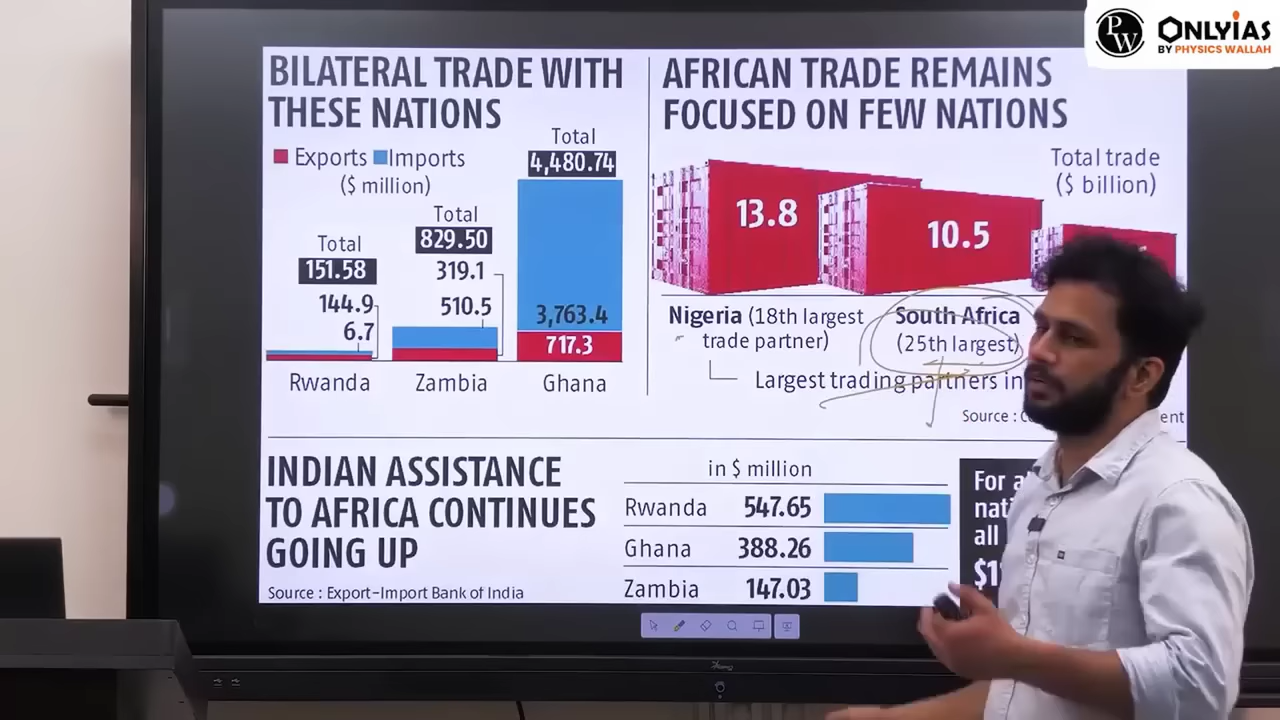 PW
ONLYIAS
BY PHYSICS WALLAH
BILATERAL TRADE WITH
THESE NATIONS
Exports Imports
($ million)
Total
151.58
144.9
6.7
Rwanda
Total
829.50
319.1
510.5
Zambia
Total
4,480.74
3,763.4
717.3
Ghana
AFRICAN TRADE REMAINS
FOCUSED ON FEW NATIONS
Total trade
($ billion)
13.8
10.5
Nigeria (18th largest
trade partner)
South Africa
(25th largest)
Largest trading partners in
Source :
INDIAN ASSISTANCE
TO AFRICA CONTINUES
GOING UP
Source : Export-Import Bank of India
in $ million
Rwanda 547.65
Ghana 388.26
Zambia 147.03
For
all